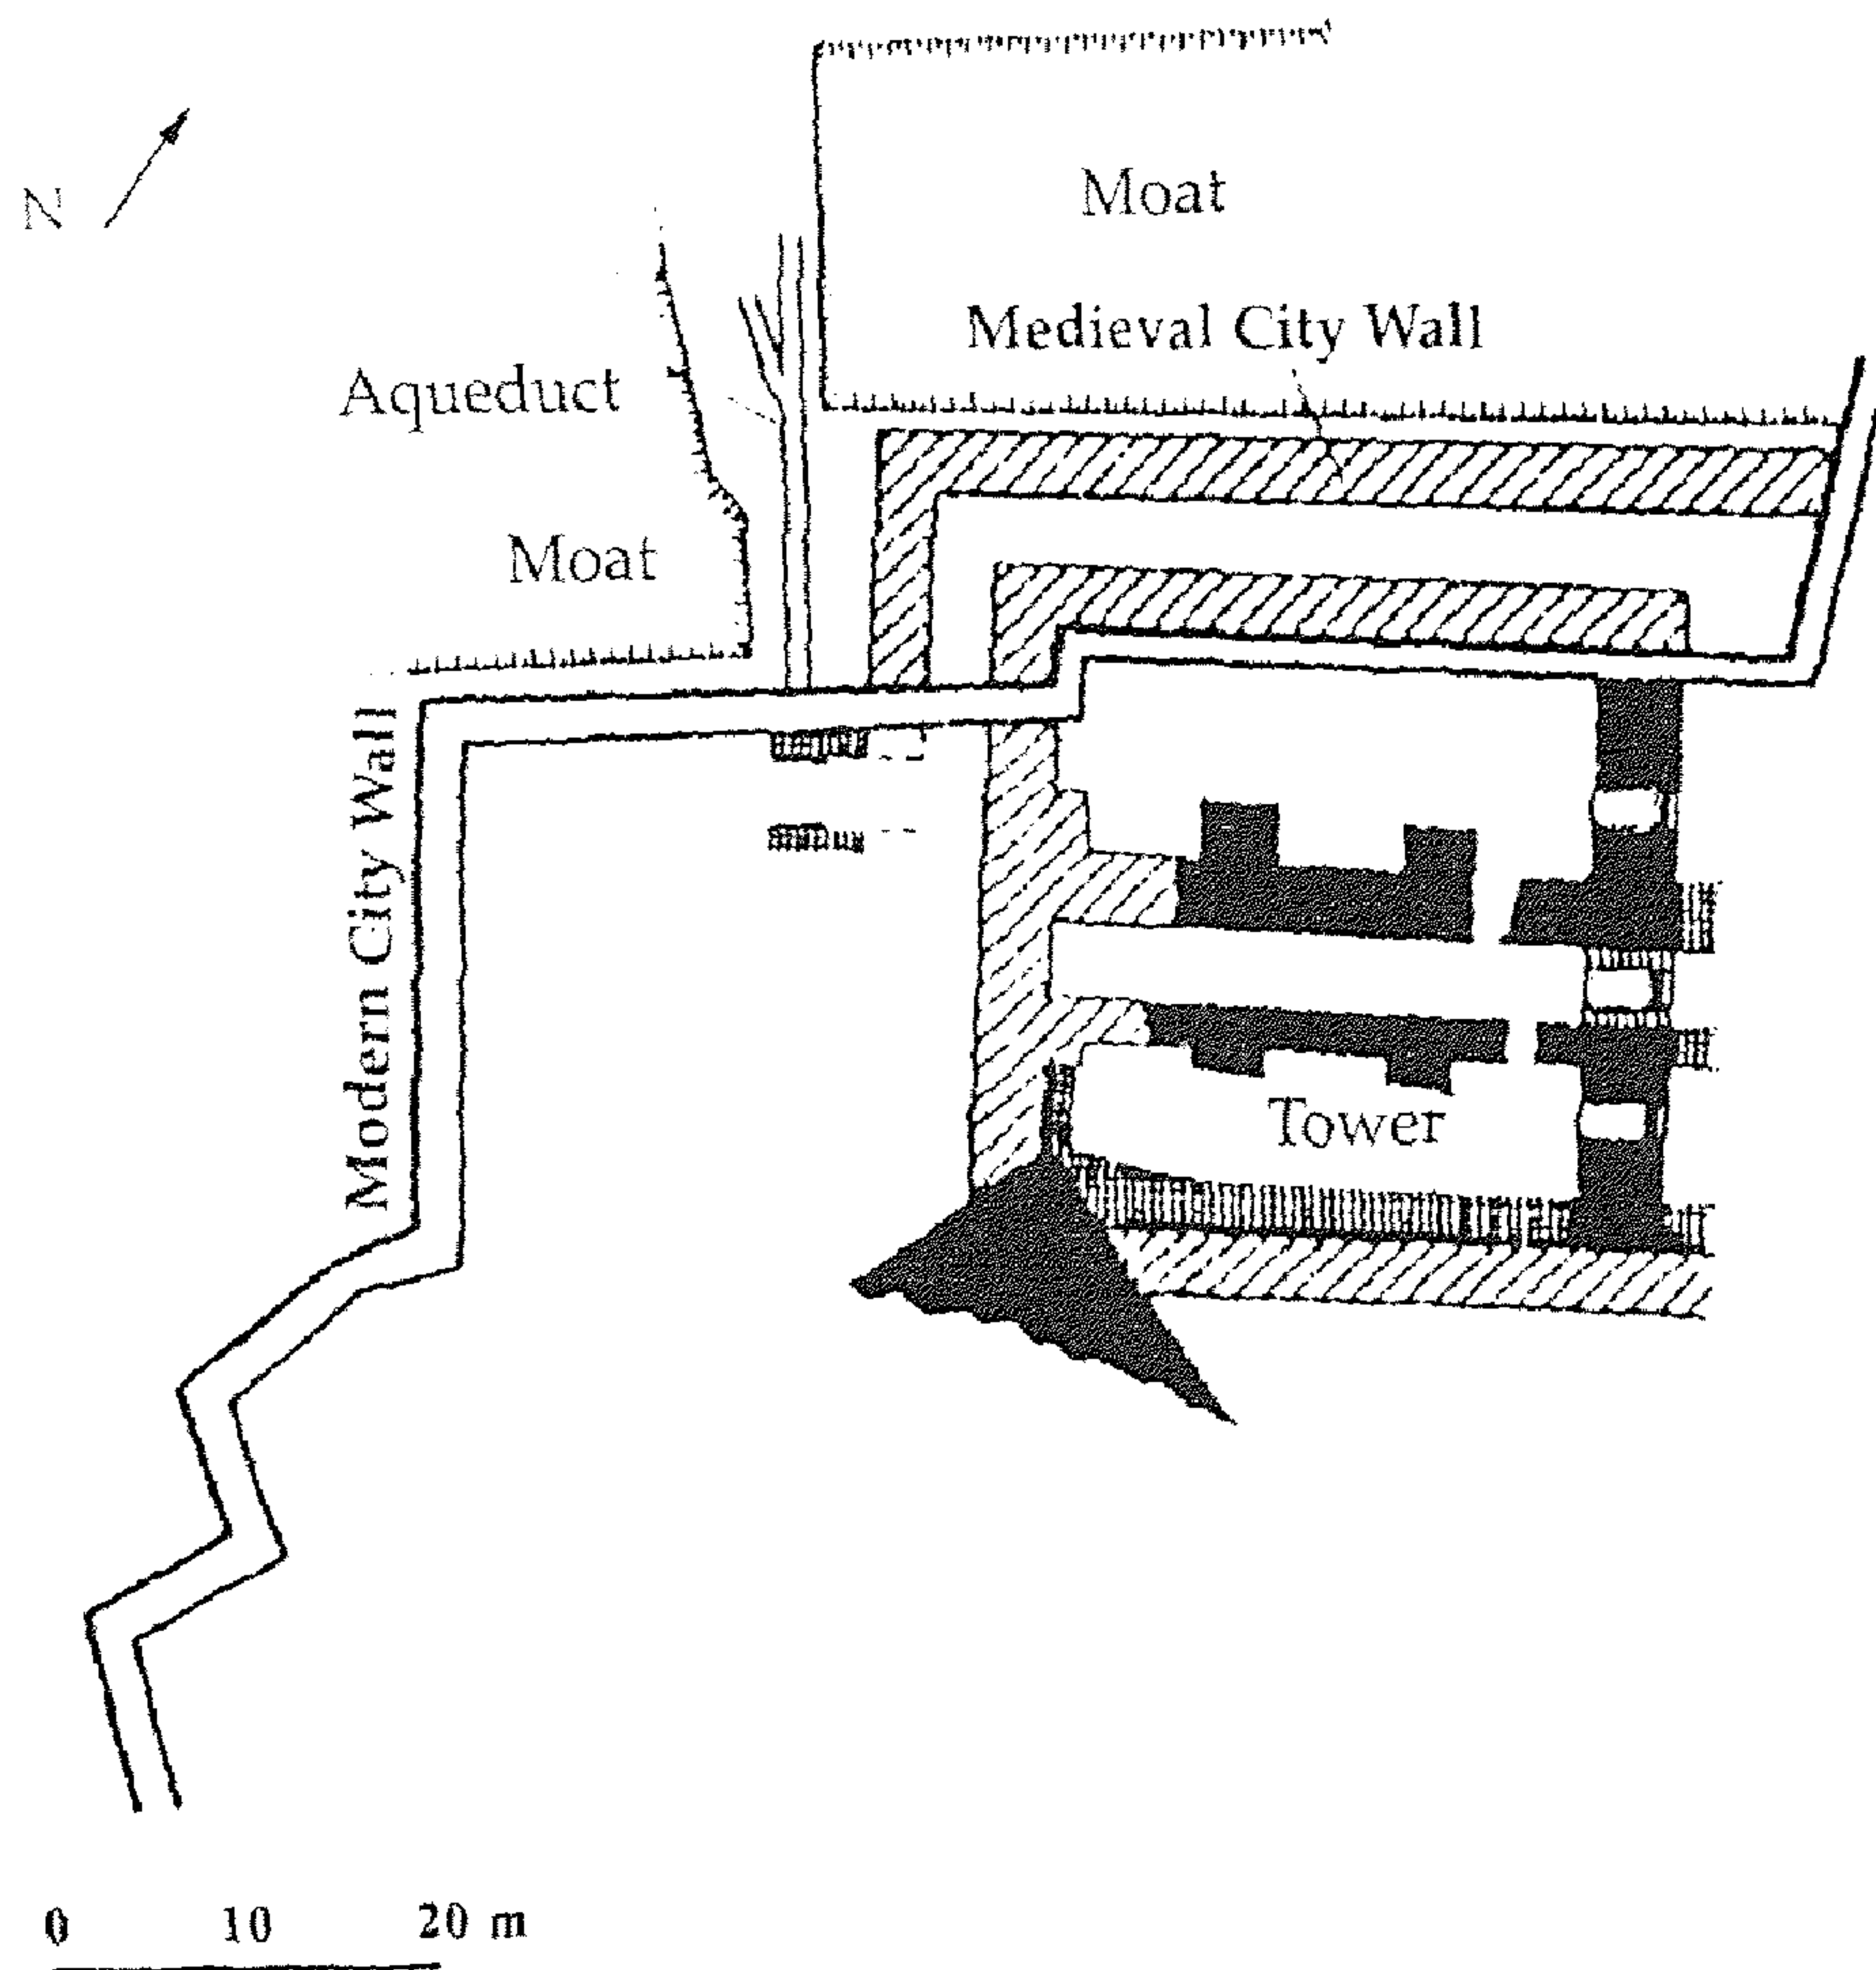 Moat
N
Medieval City Wall
Aqueduct
Moat
Modern City Wall
Tower
0 10 20 m